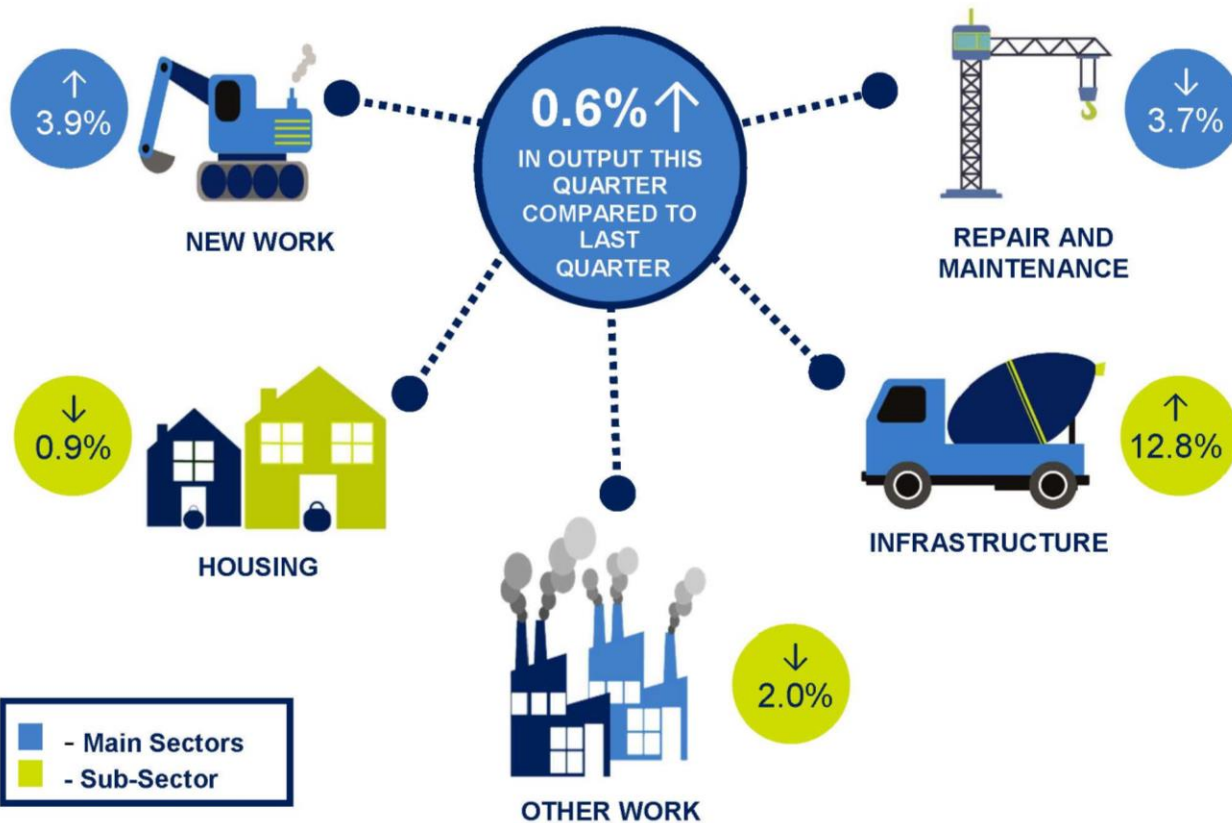 ↑
3.9%
NEW WORK
0.6% ↑
IN OUTPUT THIS
QUARTER
COMPARED TO
LAST
QUARTER
↓
3.7%
REPAIR AND
MAINTENANCE
↓
0.9%
HOUSING
↑
12.8%
INFRASTRUCTURE
↓
2.0%
OTHER WORK
- Main Sectors
- Sub-Sector